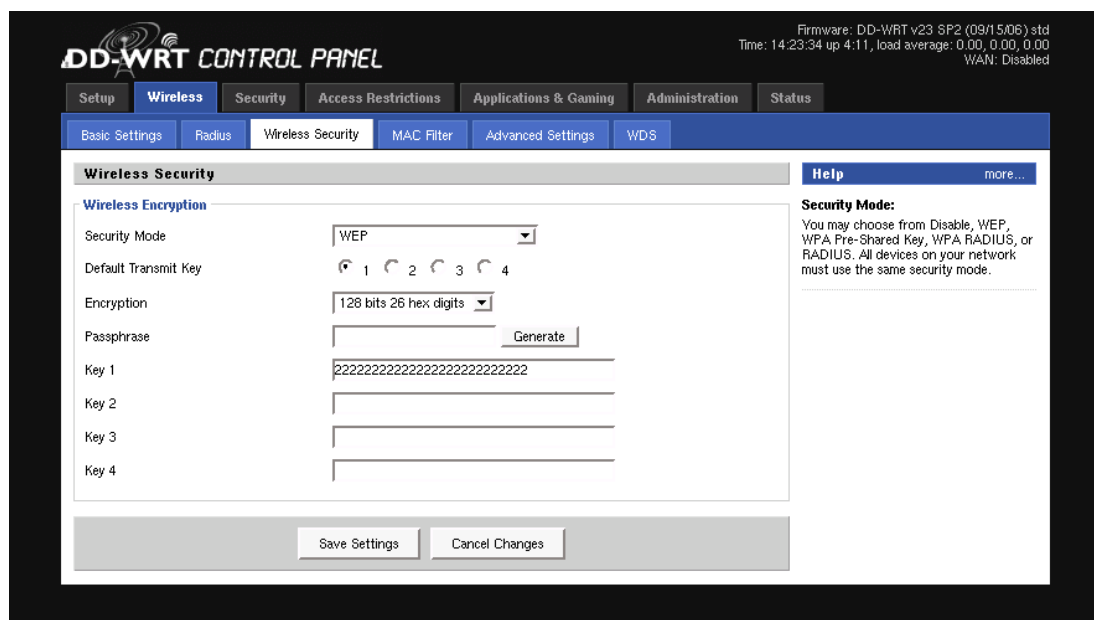 Firmware: DD-WRT v23 SP2 (09/15/06) std
Time: 14:23:34 up 4:11, load average: 0.00, 0.00, 0.00
WAN: Disabled
DD-WRT CONTROL PANEL
Setup Wireless Security Access Restrictions Applications & Gaming Administration Status
Basic Settings Radius Wireless Security MAC Filter Advanced Settings WDS
Wireless Security
Wireless Encryption
Security Mode WEP
Default Transmit Key 1 2 3 4
Encryption 128 bits 26 hex digits
Passphrase Generate
Key 1 22222222222222222222222222
Key 2
Key 3
Key 4
Save Settings Cancel Changes
Help more...
Security Mode:
You may choose from Disable, WEP,
WPA Pre-Shared Key, WPA RADIUS, or
RADIUS. All devices on your network
must use the same security mode.